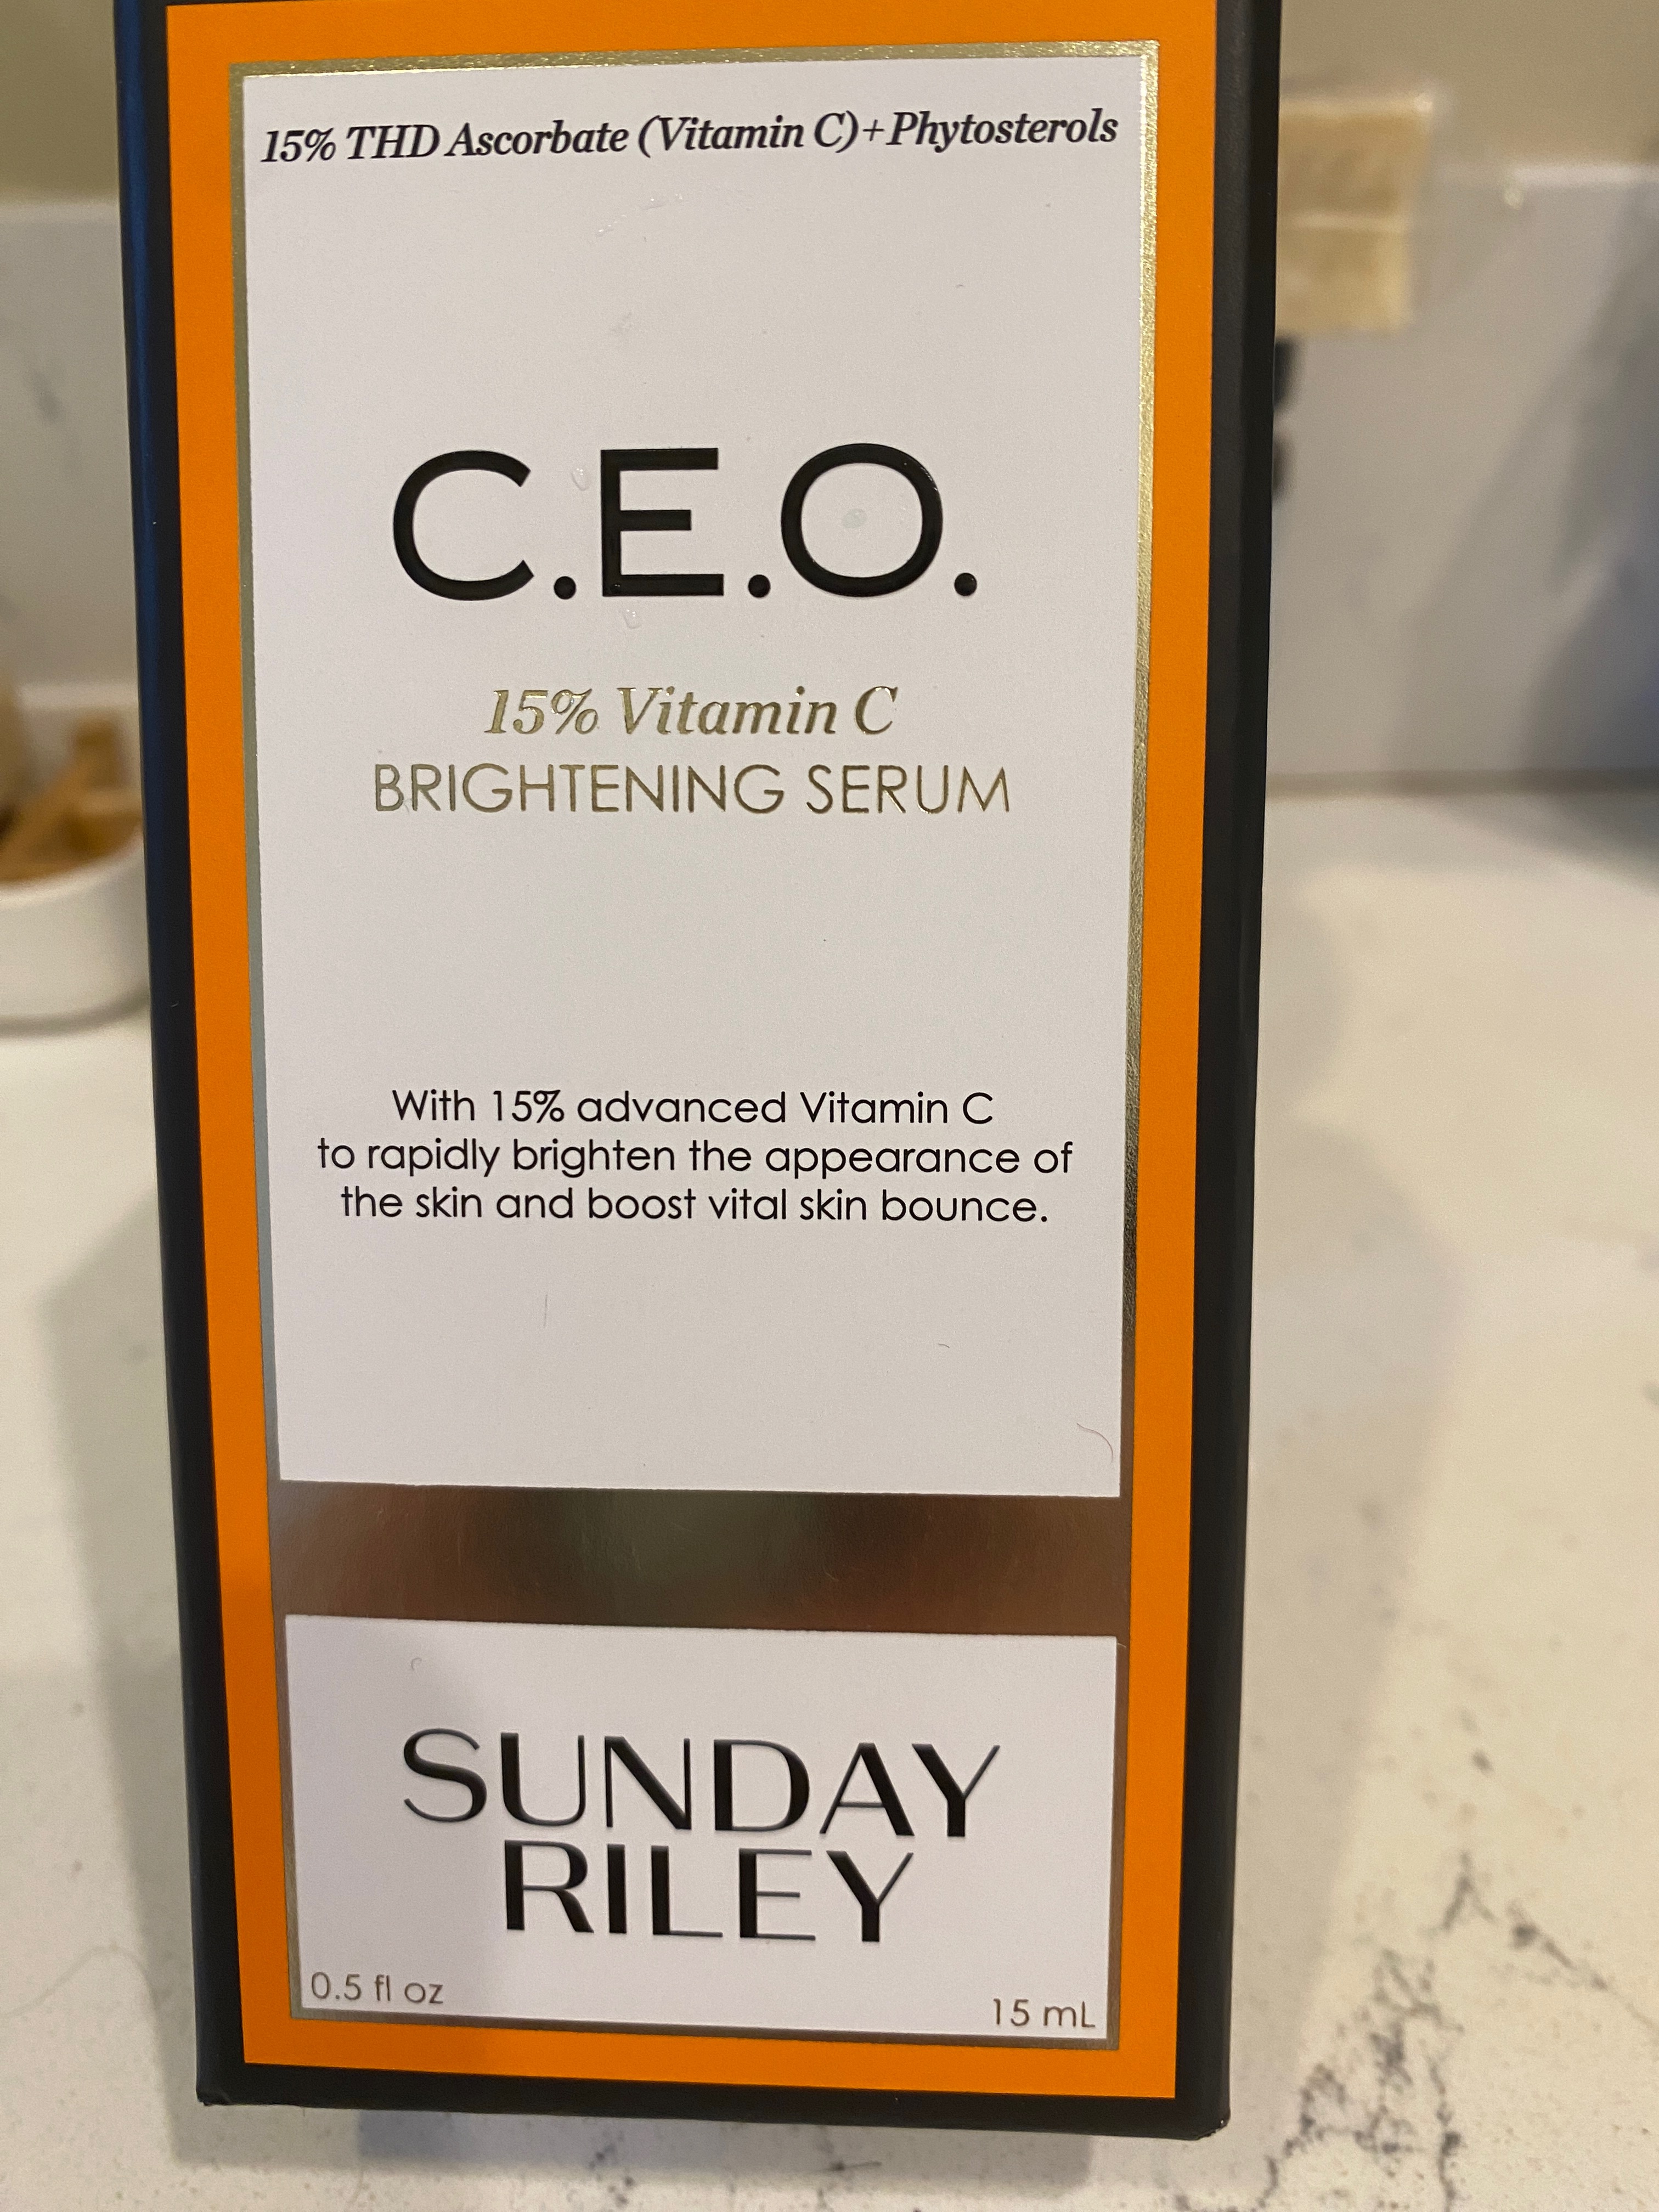 15% THD Ascorbate (Vitamin C)+Phytosterols
C.E.O.
15% Vitamin C
BRIGHTENING SERUM
With 15% advanced Vitamin C
to rapidly brighten the appearance of
the skin and boost vital skin bounce.
SUNDAY
RILEY
0.5 fl oz
15 mL